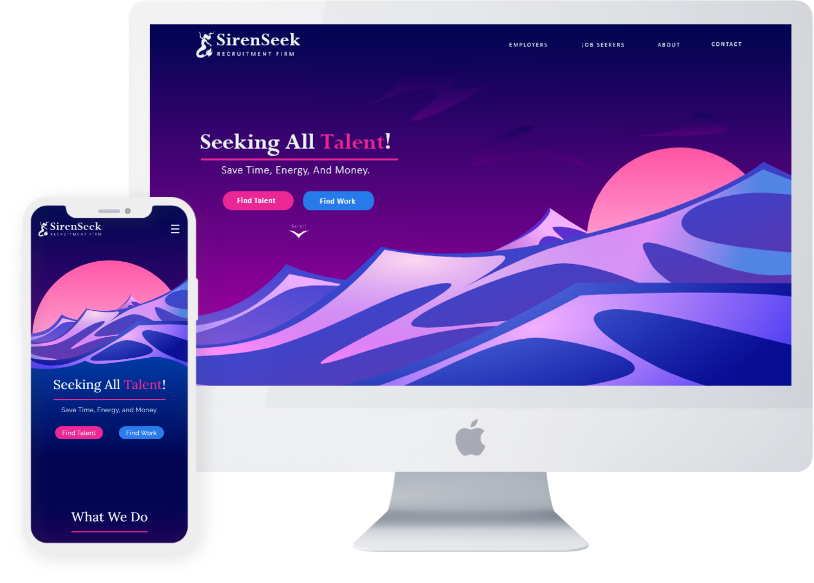 SirenSeek
RECRUITMENT FIRM
EMPLOYERS JOB SEEKERS ABOUT CONTACT
Seeking All Talent!
Save Time, Energy, And Money.
Find Talent Find Work
Scroll
SirenSeek
RECRUITMENT FIRM
Seeking All Talent!
Save Time, Energy, and Money
Find Talent Find Work
What We Do